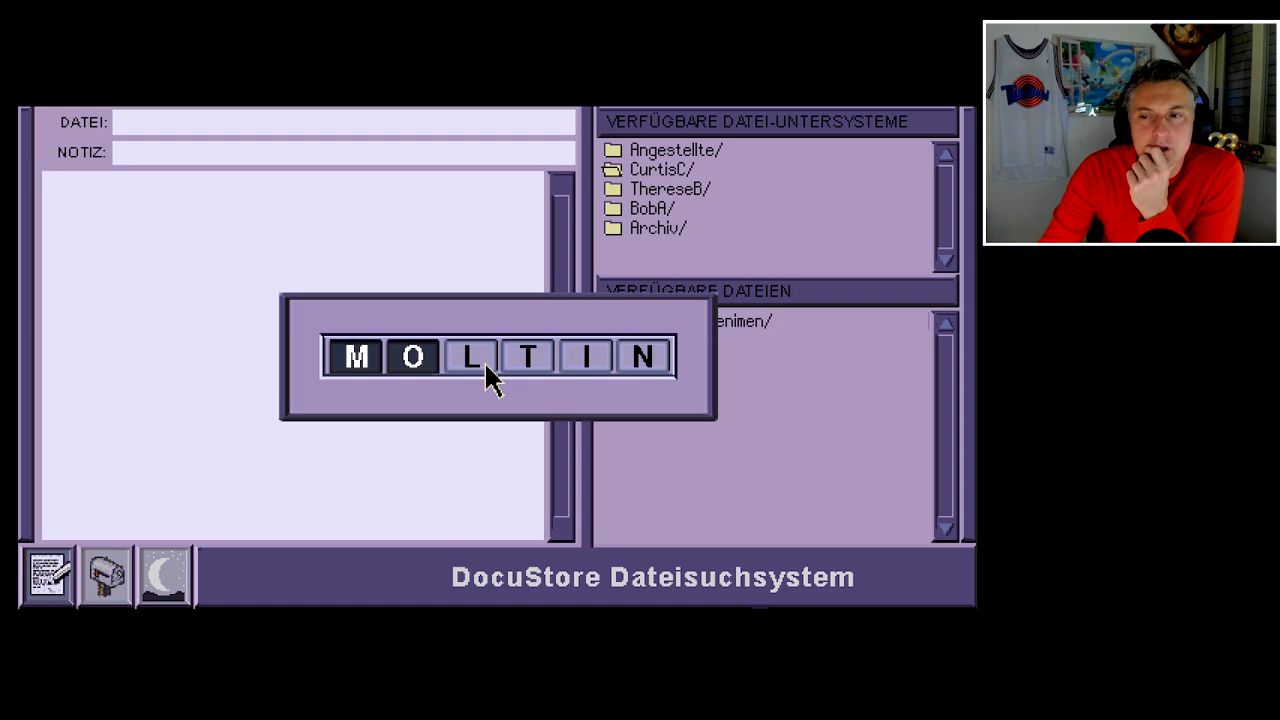 DATEI:
NOTIZ:
VERFÜGBARE DATEI-UNTERSYSTEME
Angestellte/
CurtisC/
ThereseB/
BobA/
Archiv/
VERFÜGBARE DATEIEN
enimen/
M O L T I N
DocuStore Dateisuchsystem